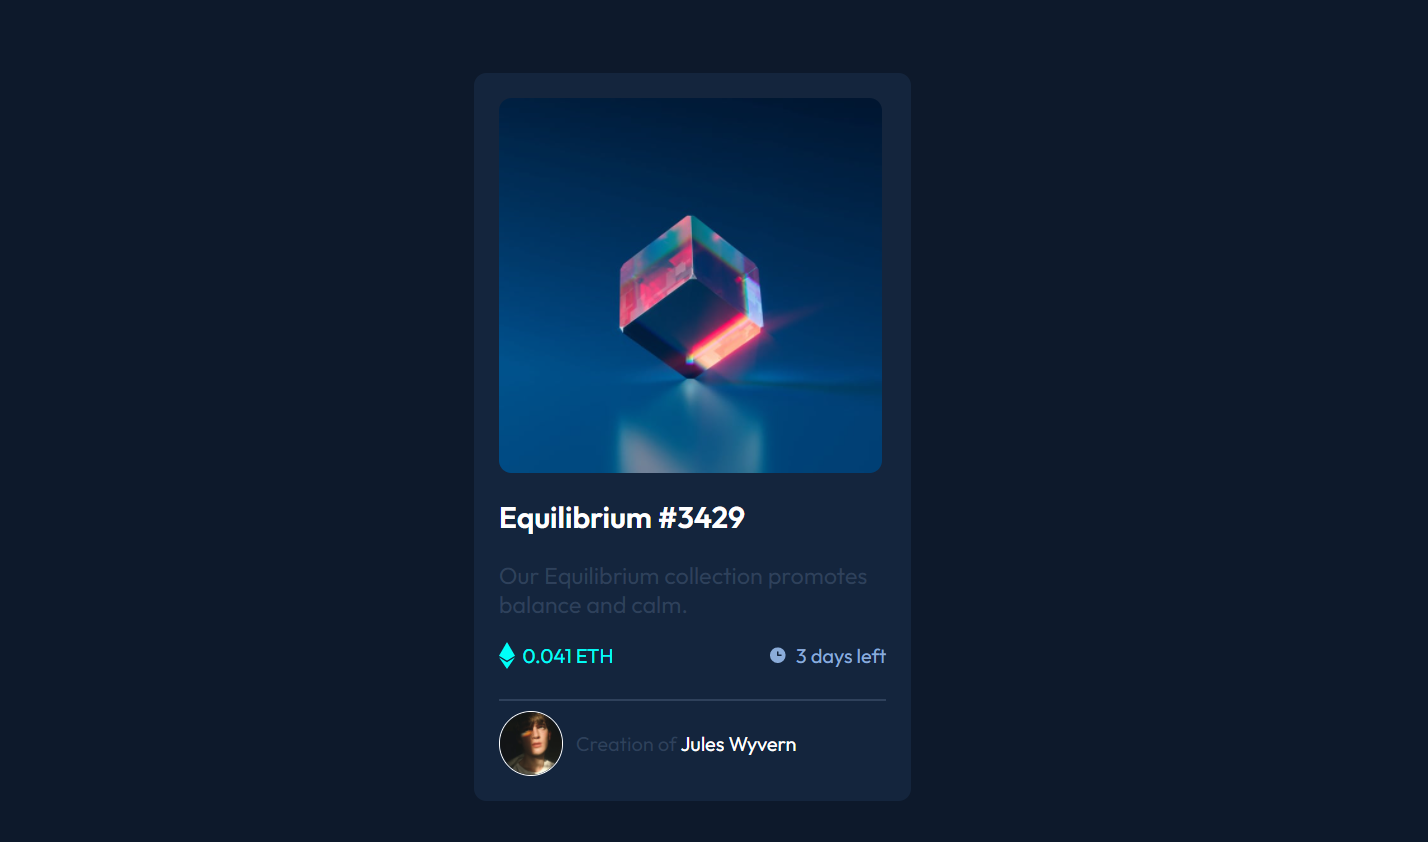 Equilibrium #3429
Our Equilibrium collection promotes
balance and calm.
0.041 ETH
3 days left
Creation of Jules Wyvern